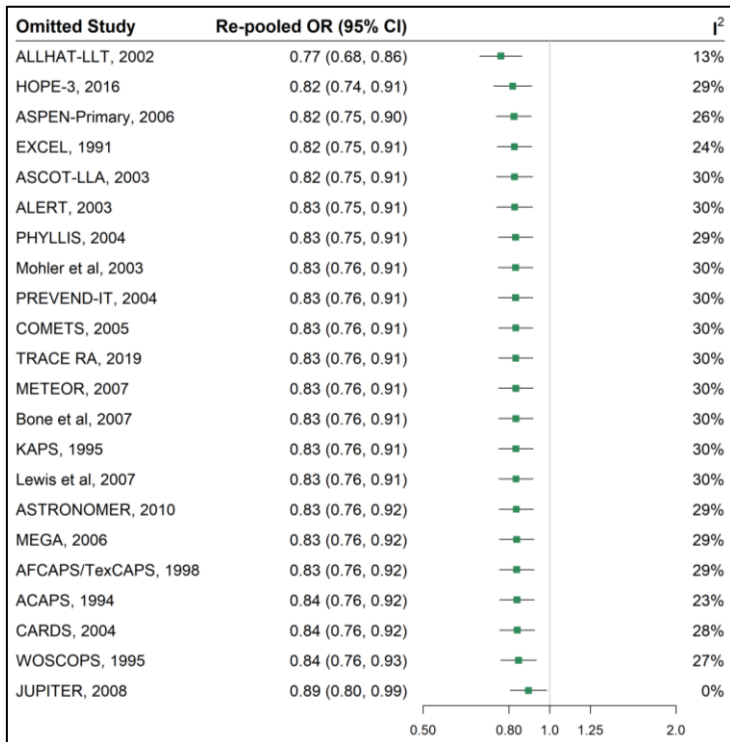 Omitted Study Re-pooled OR (95% CI) I²
ALLHAT-LLT, 2002 0.77 (0.68, 0.86) 13%
HOPE-3, 2016 0.82 (0.74, 0.91) 29%
ASPEN-Primary, 2006 0.82 (0.75, 0.90) 26%
EXCEL, 1991 0.82 (0.75, 0.91) 24%
ASCOT-LLA, 2003 0.82 (0.75, 0.91) 30%
ALERT, 2003 0.83 (0.75, 0.91) 30%
PHYLLIS, 2004 0.83 (0.75, 0.91) 29%
Mohler et al, 2003 0.83 (0.76, 0.91) 30%
PREVEND-IT, 2004 0.83 (0.76, 0.91) 30%
COMETS, 2005 0.83 (0.76, 0.91) 30%
TRACE RA, 2019 0.83 (0.76, 0.91) 30%
METEOR, 2007 0.83 (0.76, 0.91) 30%
Bone et al, 2007 0.83 (0.76, 0.91) 30%
KAPS, 1995 0.83 (0.76, 0.91) 30%
Lewis et al, 2007 0.83 (0.76, 0.91) 30%
ASTRONOMER, 2010 0.83 (0.76, 0.92) 29%
MEGA, 2006 0.83 (0.76, 0.92) 29%
AFCAPS/TexCAPS, 1998 0.83 (0.76, 0.92) 29%
ACAPS, 1994 0.84 (0.76, 0.92) 23%
CARDS, 2004 0.84 (0.76, 0.92) 28%
WOSCOPS, 1995 0.84 (0.76, 0.93) 27%
JUPITER, 2008 0.89 (0.80, 0.99) 0%
0.50 0.80 1.0 1.25 2.0